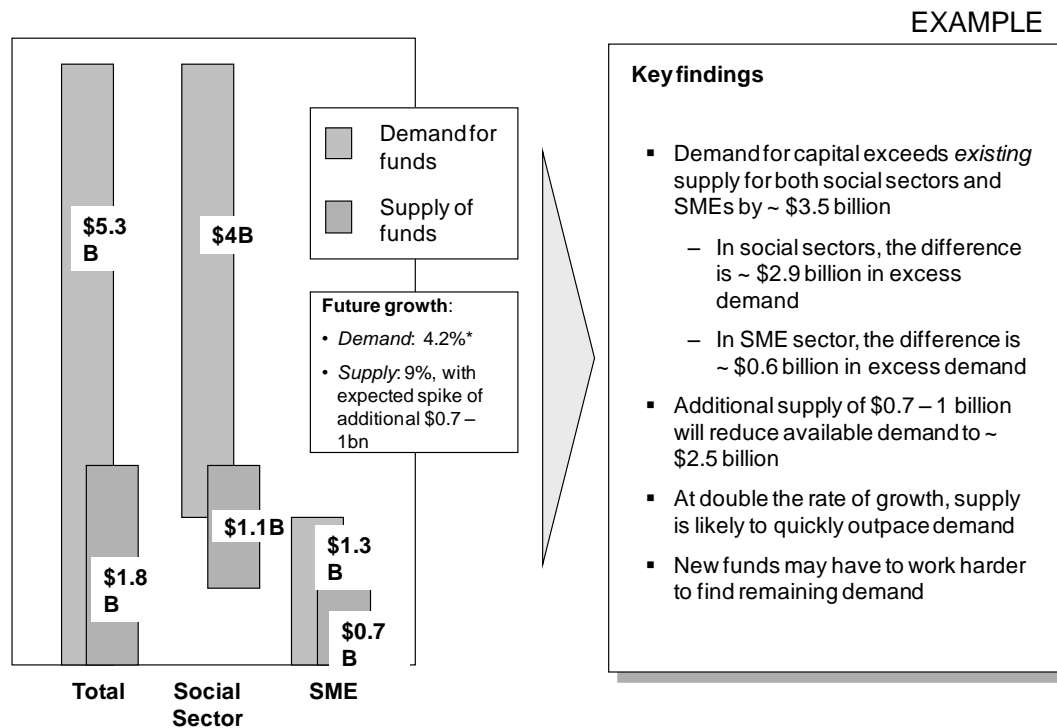 EXAMPLE
$5.3
B
$4B
$1.8
B
$1.1B
$1.3
B
$0.7
B
Total
Social
Sector
SME
Demand for
funds
Supply of
funds
Future growth:
• Demand: 4.2%*
• Supply: 9%, with
expected spike of
additional $0.7 –
1bn
Key findings
▪ Demand for capital exceeds existing
supply for both social sectors and
SMEs by ~ $3.5 billion
– In social sectors, the difference
is ~ $2.9 billion in excess
demand
– In SME sector, the difference is
~ $0.6 billion in excess demand
▪ Additional supply of $0.7 – 1 billion
will reduce available demand to ~
$2.5 billion
▪ At double the rate of growth, supply
is likely to quickly outpace demand
▪ New funds may have to work harder
to find remaining demand